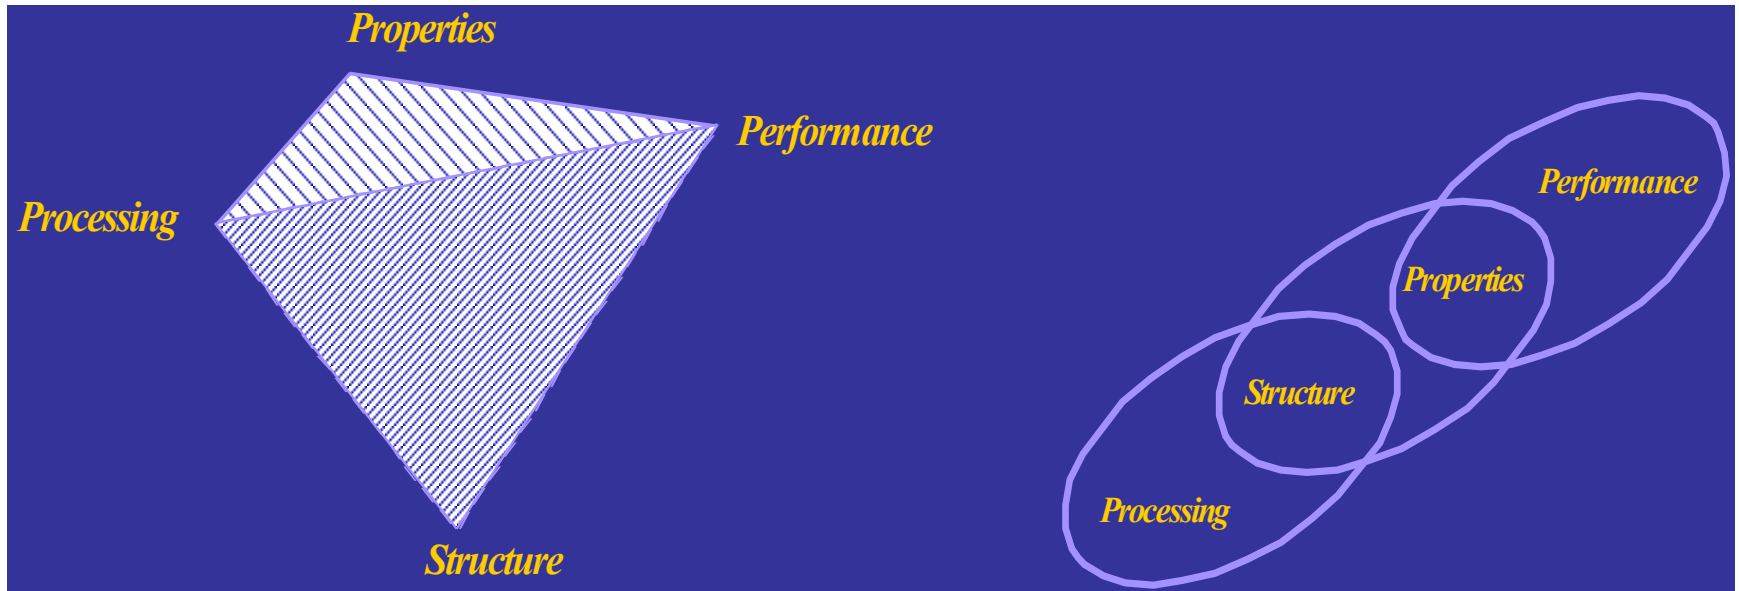 Properties
Performance
Processing
Structure
Performance
Properties
Structure
Processing